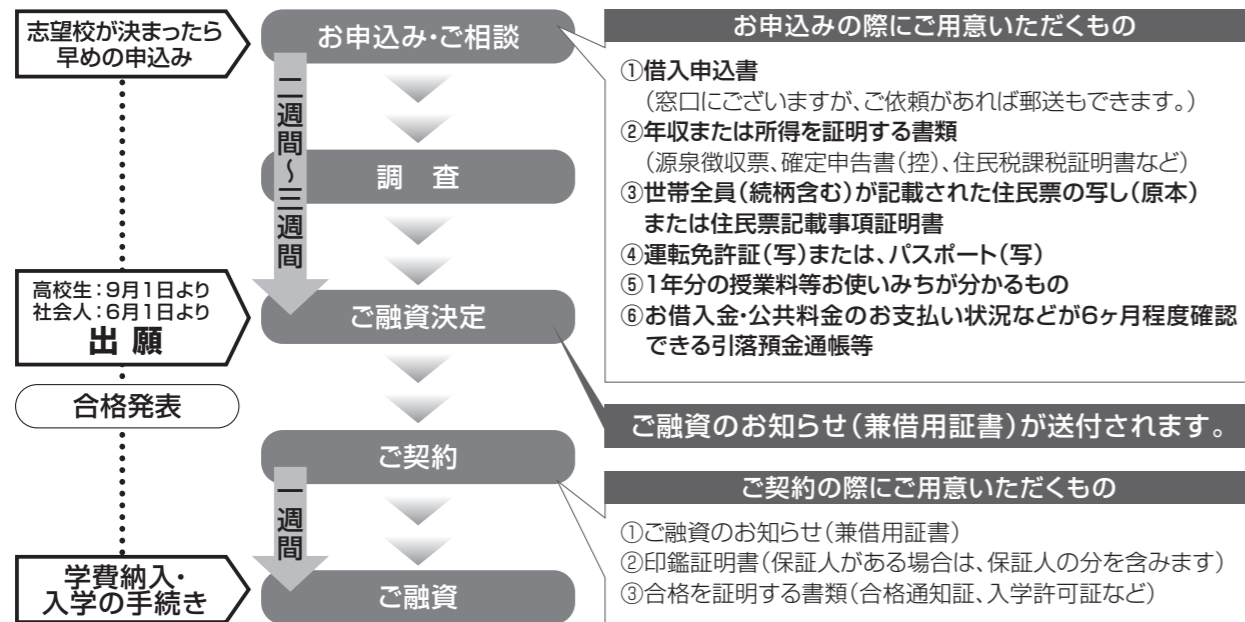 志望校が決まったら
早めの申込み
高校生：9月1日より
社会人：6月1日より
出 願
合格発表
学費納入・
入学の手続き
お申込み・ご相談
二週間～三週間
調 査
ご融資決定
ご契約
一週間
ご融資
お申込みの際にご用意いただくもの
①借入申込書
（窓口にございますが、ご依頼があれば郵送もできます。）
②年収または所得を証明する書類
（源泉徴収票、確定申告書（控）、住民税課税証明書など）
③世帯全員（続柄含む）が記載された住民票の写し（原本）
または住民票記載事項証明書
④運転免許証（写）または、パスポート（写）
⑤1年分の授業料等お使いみちが分かるもの
⑥お借入金・公共料金のお支払い状況などが6ヶ月程度確認
できる引落預金通帳等
ご融資のお知らせ（兼借用証書）が送付されます。
ご契約の際にご用意いただくもの
①ご融資のお知らせ（兼借用証書）
②印鑑証明書（保証人がある場合は、保証人の分を含みます）
③合格を証明する書類（合格通知証、入学許可証など）